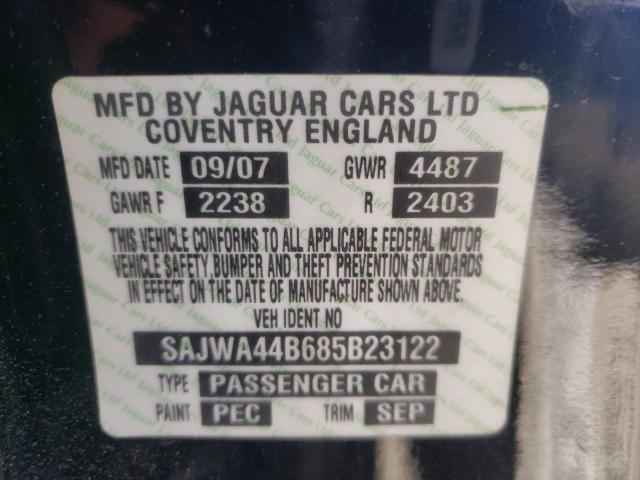 MFD BY JAGUAR CARS LTD
COVENTRY ENGLAND
MFD DATE 09/07 GVWR 4487
GAWR F 2238 R 2403
THIS VEHICLE CONFORMS TO ALL APPLICABLE FEDERAL MOTOR
VEHICLE SAFETY,BUMPER AND THEFT PREVENTION STANDARDS
IN EFFECT ON THE DATE OF MANUFACTURE SHOWN ABOVE.
VEH IDENT NO
SAJWA44B685B23122
TYPE PASSENGER CAR
PAINT PEC TRIM SEP